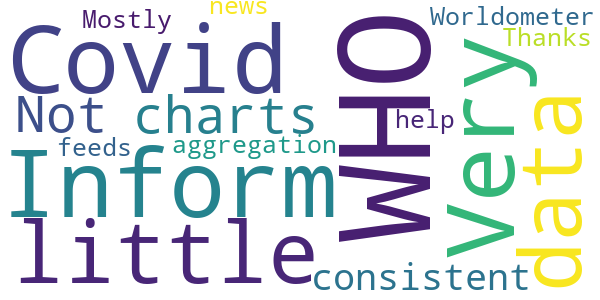 news
Mostly
Worldometer
Thanks
Covid
WHO
Very
Not
charts
help
data
feeds
aggregation
Inform
little
consistent